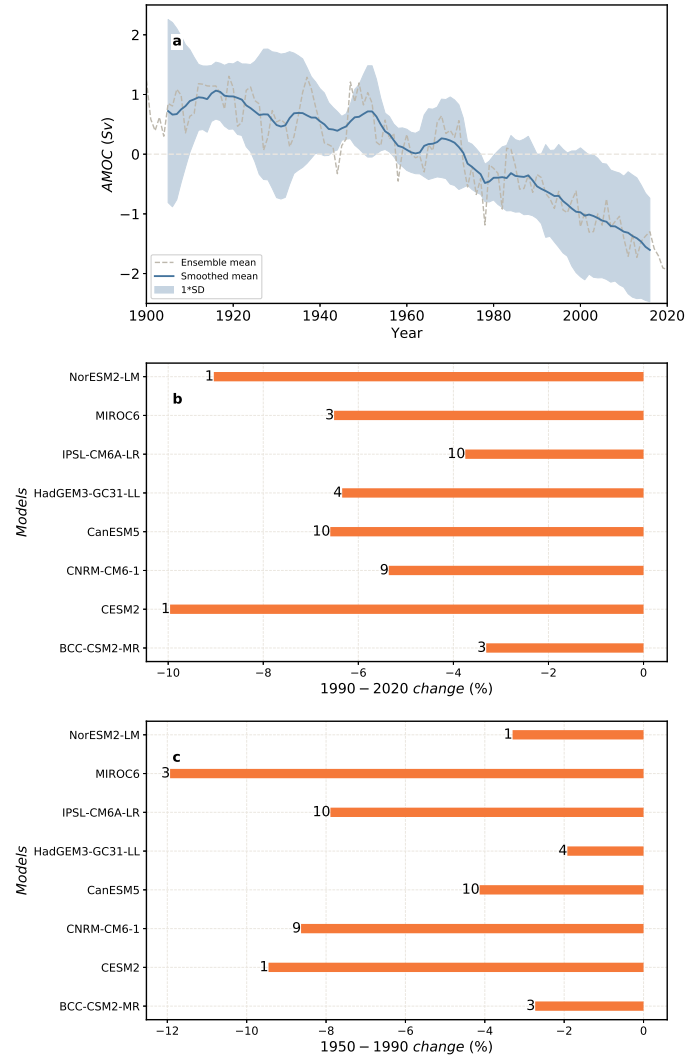 a
2
1
0
−1
−2
AMOC (Sv)
Ensemble mean
Smoothed mean
1*SD
1900 1920 1940 1960 1980 2000 2020
Year
b
Models
NorESM2-LM 1
MIROC6 3
IPSL-CM6A-LR 10
HadGEM3-GC31-LL 4
CanESM5 10
CNRM-CM6-1 9
CESM2 1
BCC-CSM2-MR 3
−10 −8 −6 −4 −2 0
1990 − 2020 change (%)
c
Models
NorESM2-LM 1
MIROC6 3
IPSL-CM6A-LR 10
HadGEM3-GC31-LL 4
CanESM5 10
CNRM-CM6-1 9
CESM2 1
BCC-CSM2-MR 3
−12 −10 −8 −6 −4 −2 0
1950 − 1990 change (%)